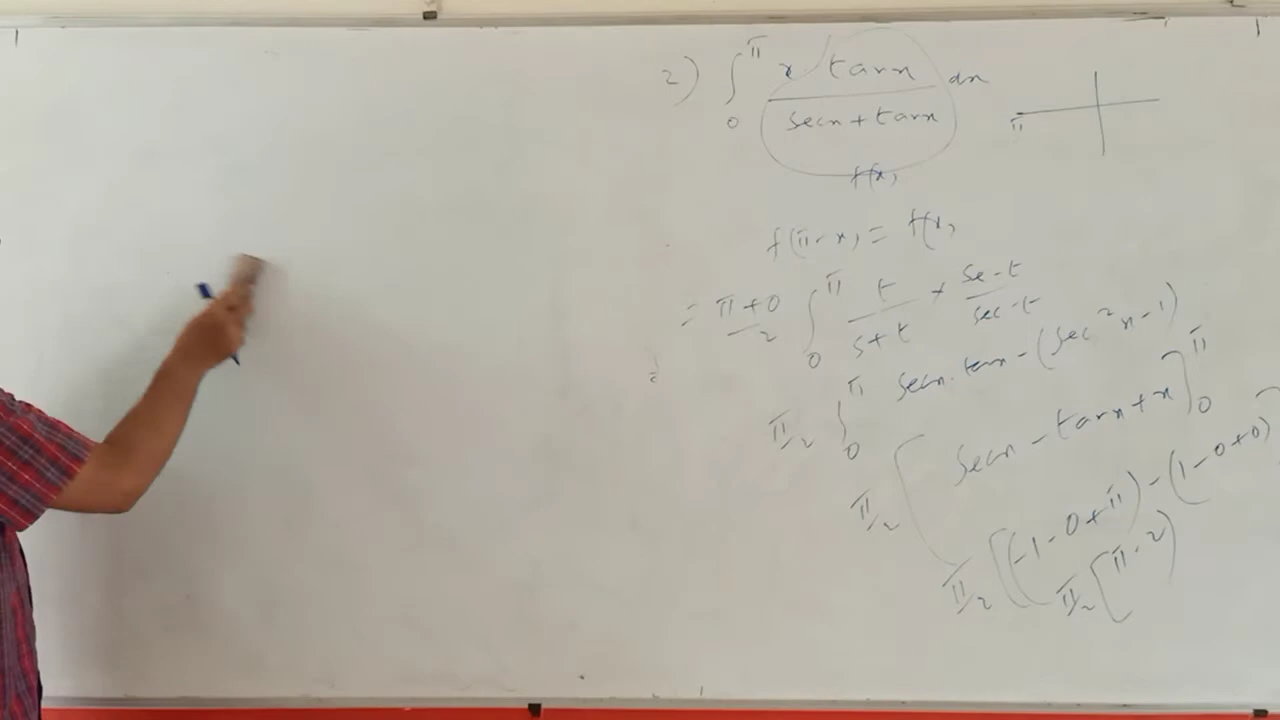 2) ∫₀^π x tanx / secx + tanx dx
π
f(x)
f(π-x) = f(x)
= π+0/2 ∫₀^π t/s+t × se-t/sec-t
=
π/2 ∫₀^π secx.tanx - (sec²x-1)
π/2 [secx - tanx + x]₀^π
π/2 [(-1-0+π) - (1-0+0)]
π/2 [π-2)